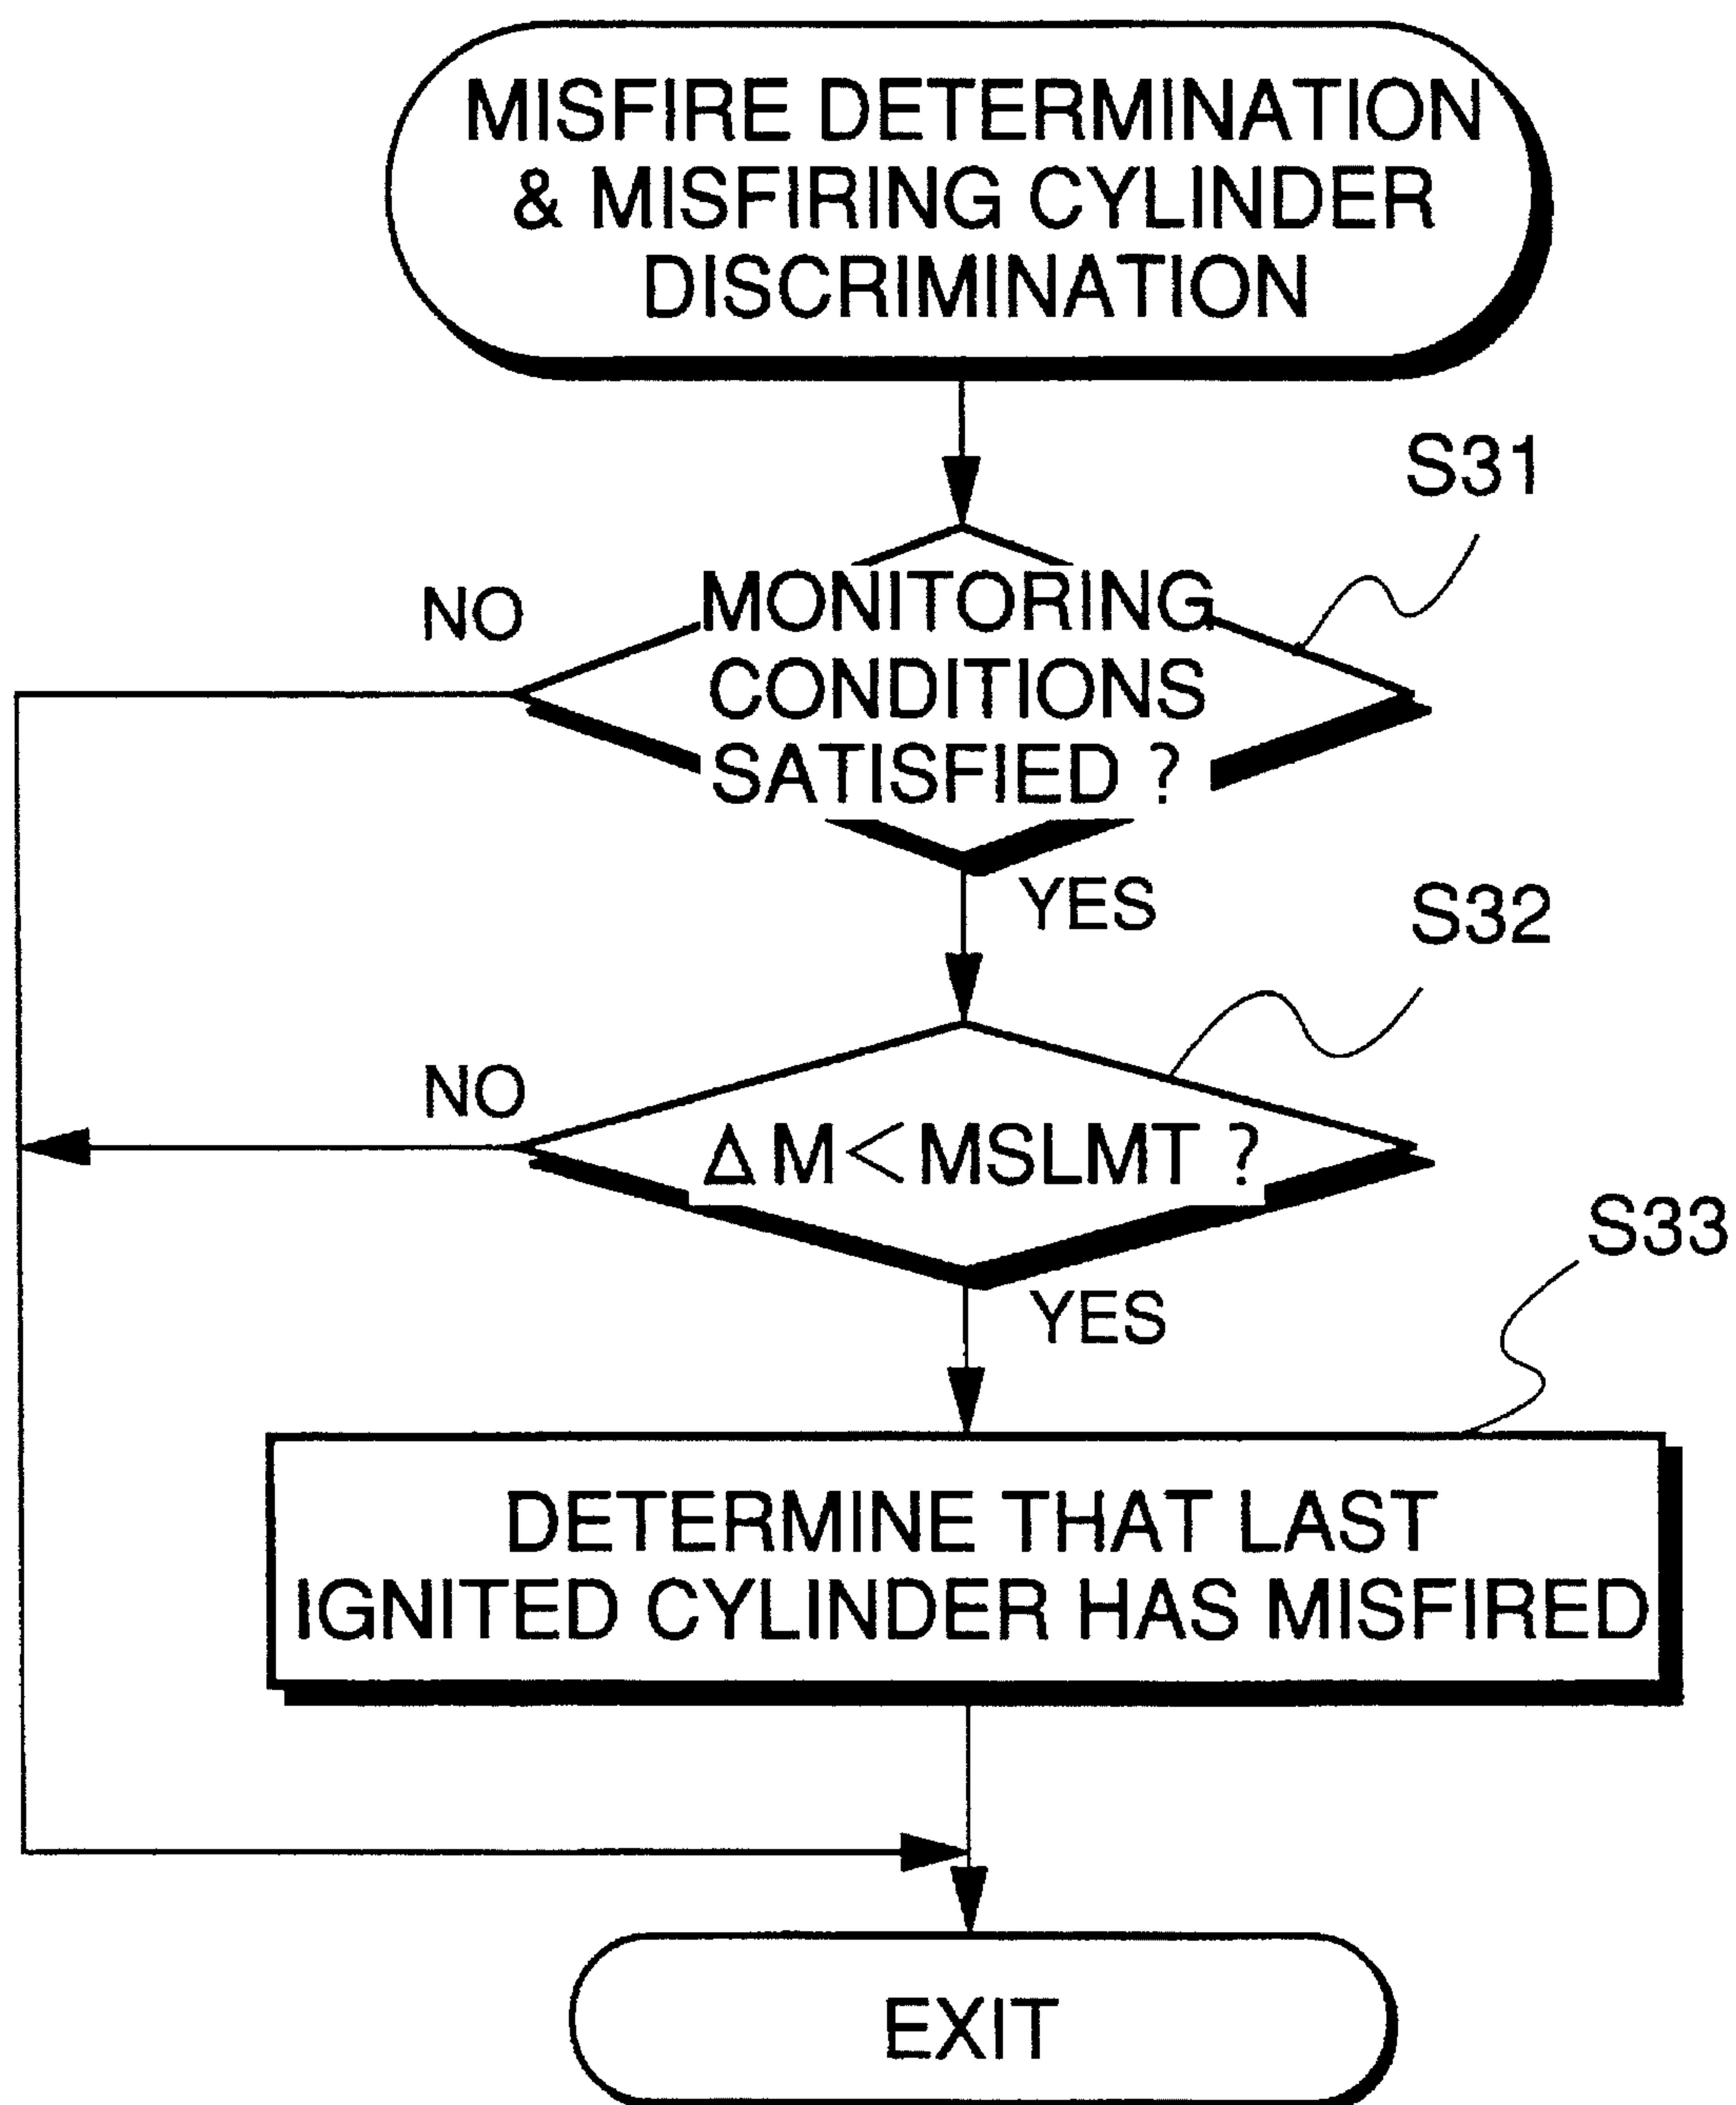 MISFIRE DETERMINATION
& MISFIRING CYLINDER
DISCRIMINATION
S31
NO
MONITORING
CONDITIONS
SATISFIED ?
YES
S32
NO
Δ M<MSLMT ?
S33
YES
DETERMINE THAT LAST
IGNITED CYLINDER HAS MISFIRED
EXIT